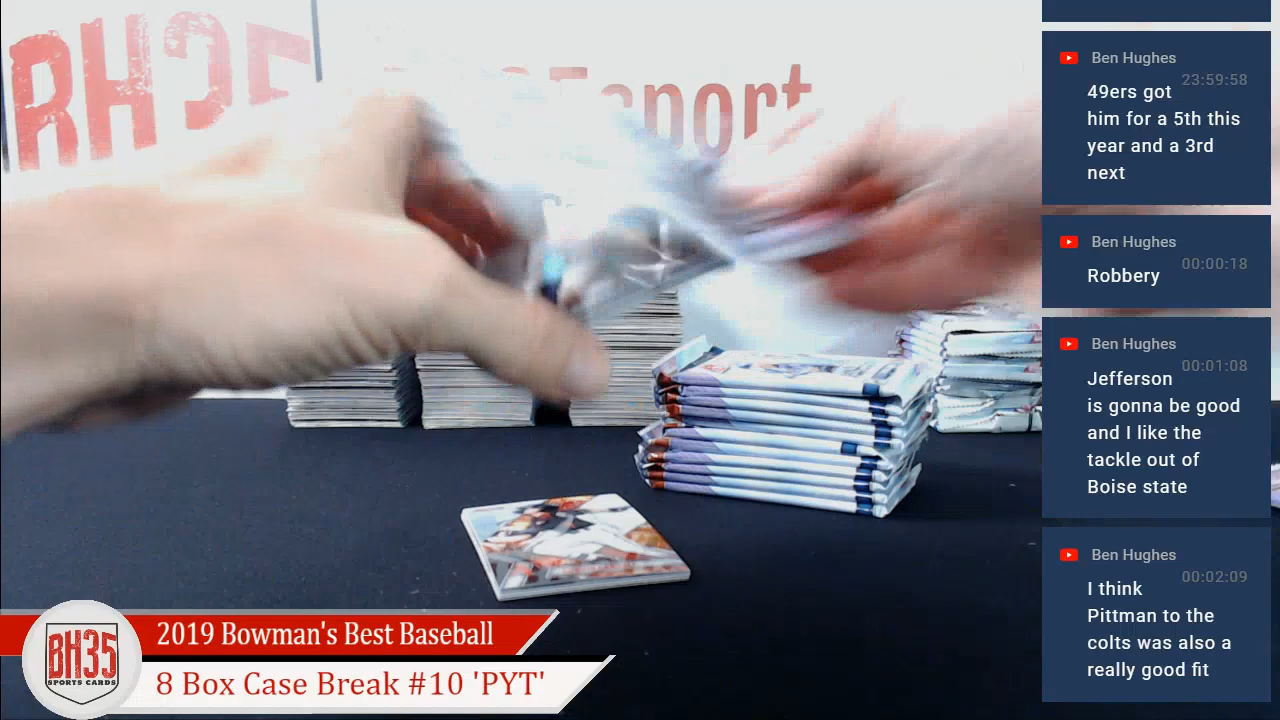 BH35
sport
Ben Hughes
23:59:58
49ers got
him for a 5th this
year and a 3rd
next
Ben Hughes
00:00:18
Robbery
Ben Hughes
00:01:08
Jefferson
is gonna be good
and I like the
tackle out of
Boise state
Ben Hughes
00:02:09
I think
Pittman to the
colts was also a
really good fit
BH35
SPORTS CARDS
2019 Bowman's Best Baseball
8 Box Case Break #10 'PYT'